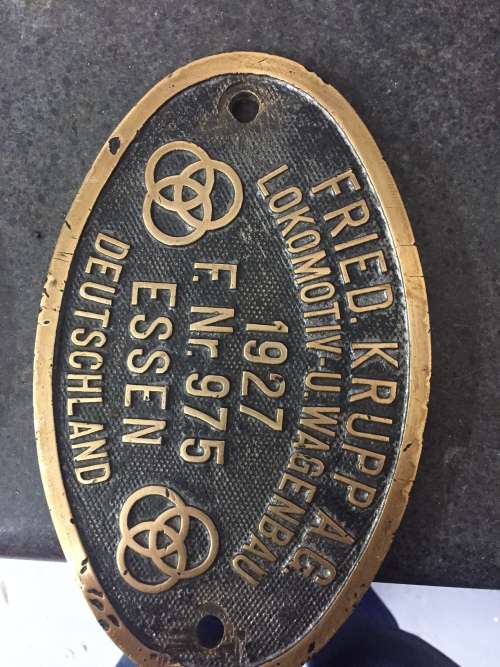 FRIED. KRUPP A.G.
LOKOMOTIV-U.WAGENBAU
1927
F. Nr. 975
ESSEN
DEUTSCHLAND